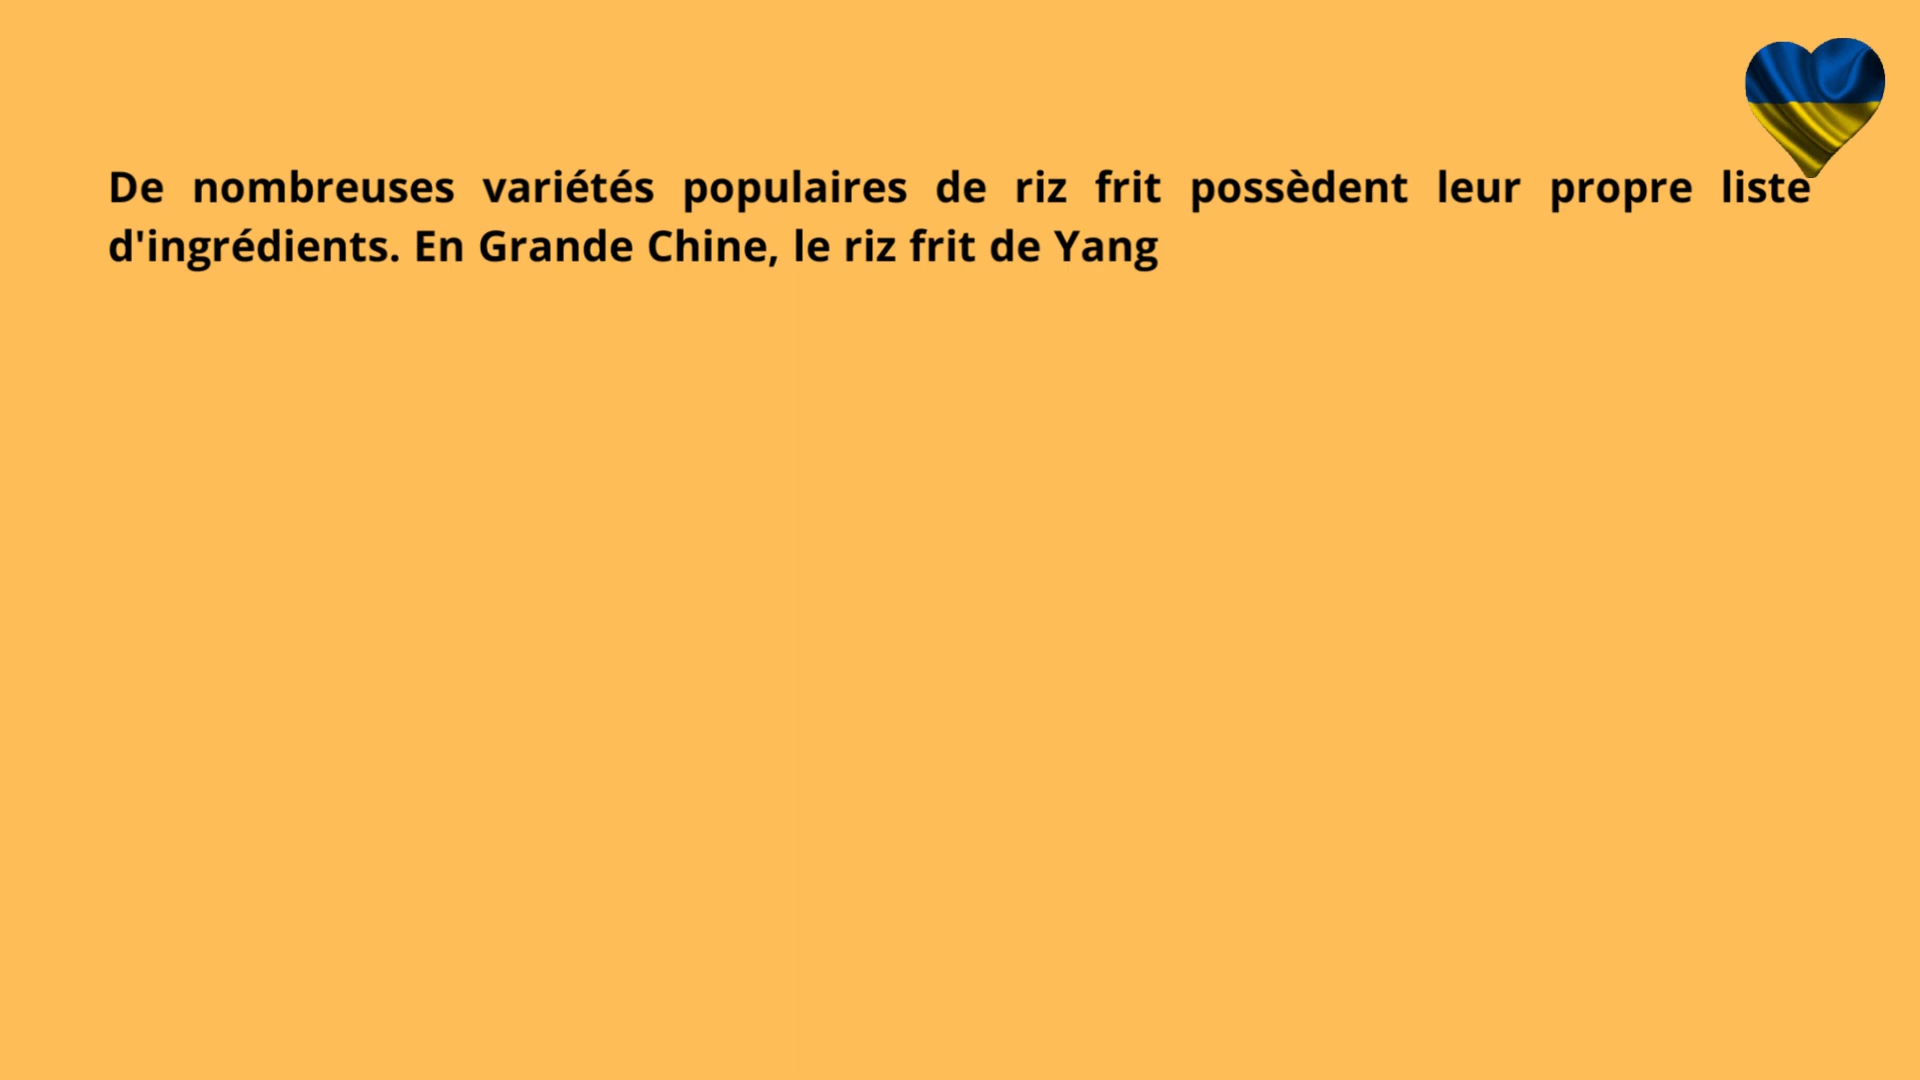 De nombreuses variétés populaires de riz frit possèdent leur propre liste
d'ingrédients. En Grande Chine, le riz frit de Yang